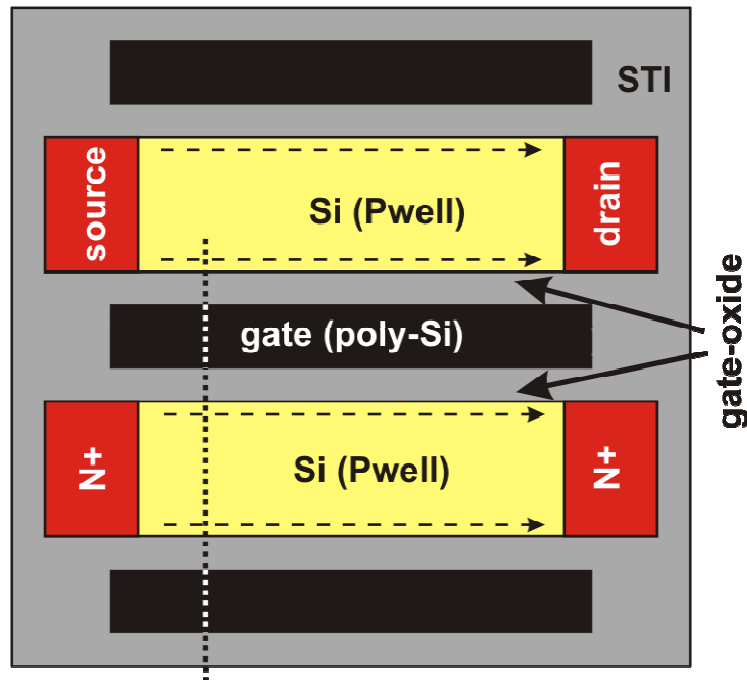 STI
source
Si (Pwell)
drain
gate (poly-Si)
gate-oxide
N+
Si (Pwell)
N+